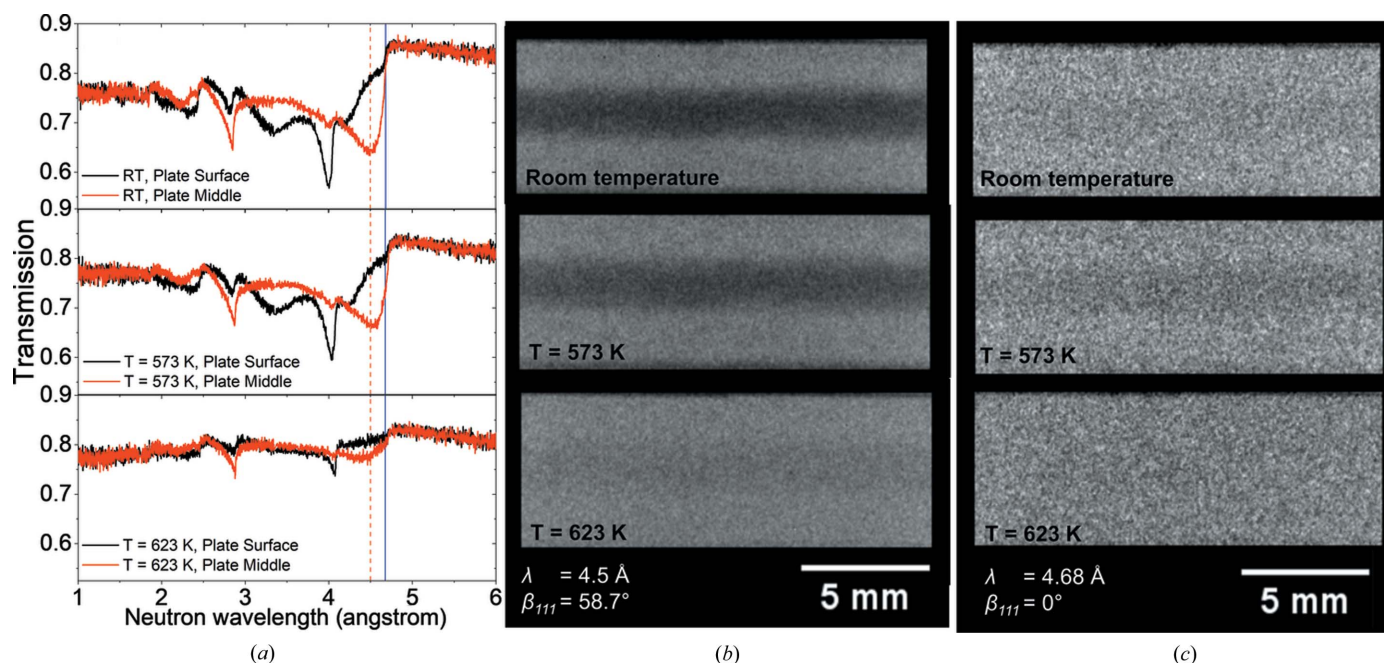 0.9
0.8
0.7
0.6
RT, Plate Surface
RT, Plate Middle
0.9
0.8
0.7
0.6
T = 573 K, Plate Surface
T = 573 K, Plate Middle
0.9
0.8
0.7
0.6
T = 623 K, Plate Surface
T = 623 K, Plate Middle
1 2 3 4 5 6
Neutron wavelength (angstrom)
Transmission
(a)
Room temperature
T = 573 K
T = 623 K
λ = 4.5 Å
β111 = 58.7°
5 mm
(b)
Room temperature
T = 573 K
T = 623 K
λ = 4.68 Å
β111 = 0°
5 mm
(c)